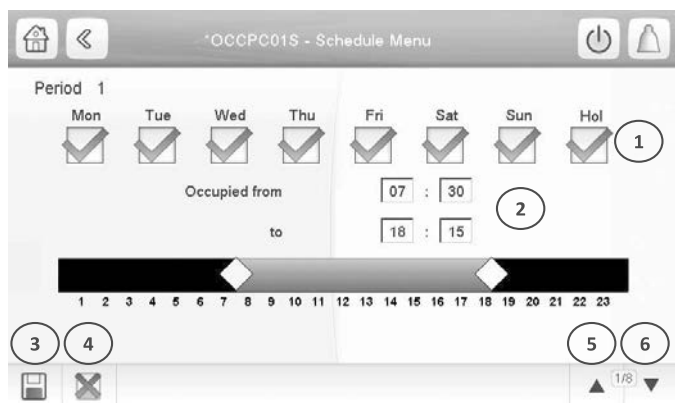 *OCCPC01S - Schedule Menu
Period 1
Mon Tue Wed Thu Fri Sat Sun Hol
1
Occupied from 07 : 30
2
to 18 : 15
1 2 3 4 5 6 7 8 9 10 11 12 13 14 15 16 17 18 19 20 21 22 23
3 4 5 6
1/8